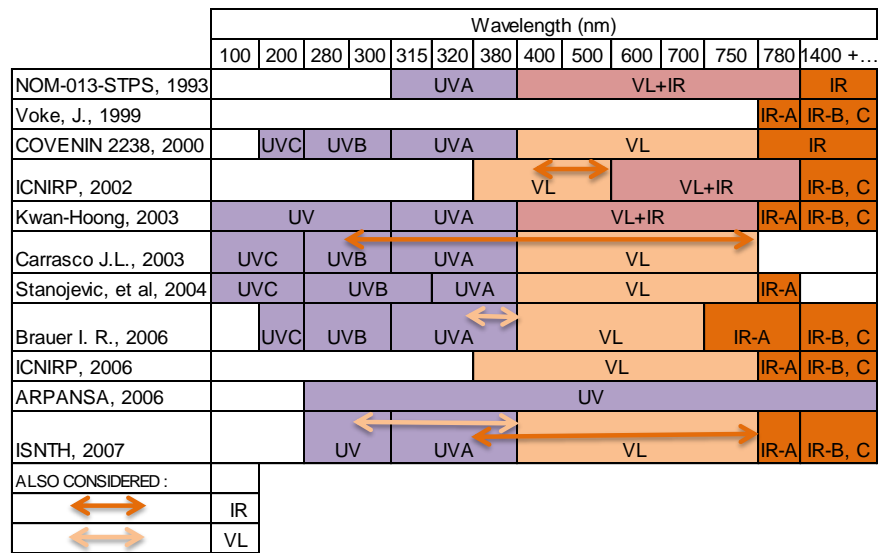 Wavelength (nm)
100 200 280 300 315 320 380 400 500 600 700 750 780 1400 +…
NOM-013-STPS, 1993 UVA VL+IR IR
Voke, J., 1999 IR-A IR-B, C
COVENIN 2238, 2000 UVC UVB UVA VL IR
ICNIRP, 2002 VL VL+IR IR-B, C
Kwan-Hoong, 2003 UV UVA VL+IR IR-A IR-B, C
Carrasco J.L., 2003 UVC UVB UVA VL
Stanojevic, et al, 2004 UVC UVB UVA VL IR-A
Brauer I. R., 2006 UVC UVB UVA VL IR-A IR-B, C
ICNIRP, 2006 VL IR-A IR-B, C
ARPANSA, 2006 UV
ISNTH, 2007 UV UVA VL IR-A IR-B, C
ALSO CONSIDERED :
IR
VL